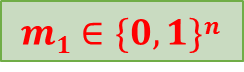 m₁ ∈ {0, 1}ⁿ